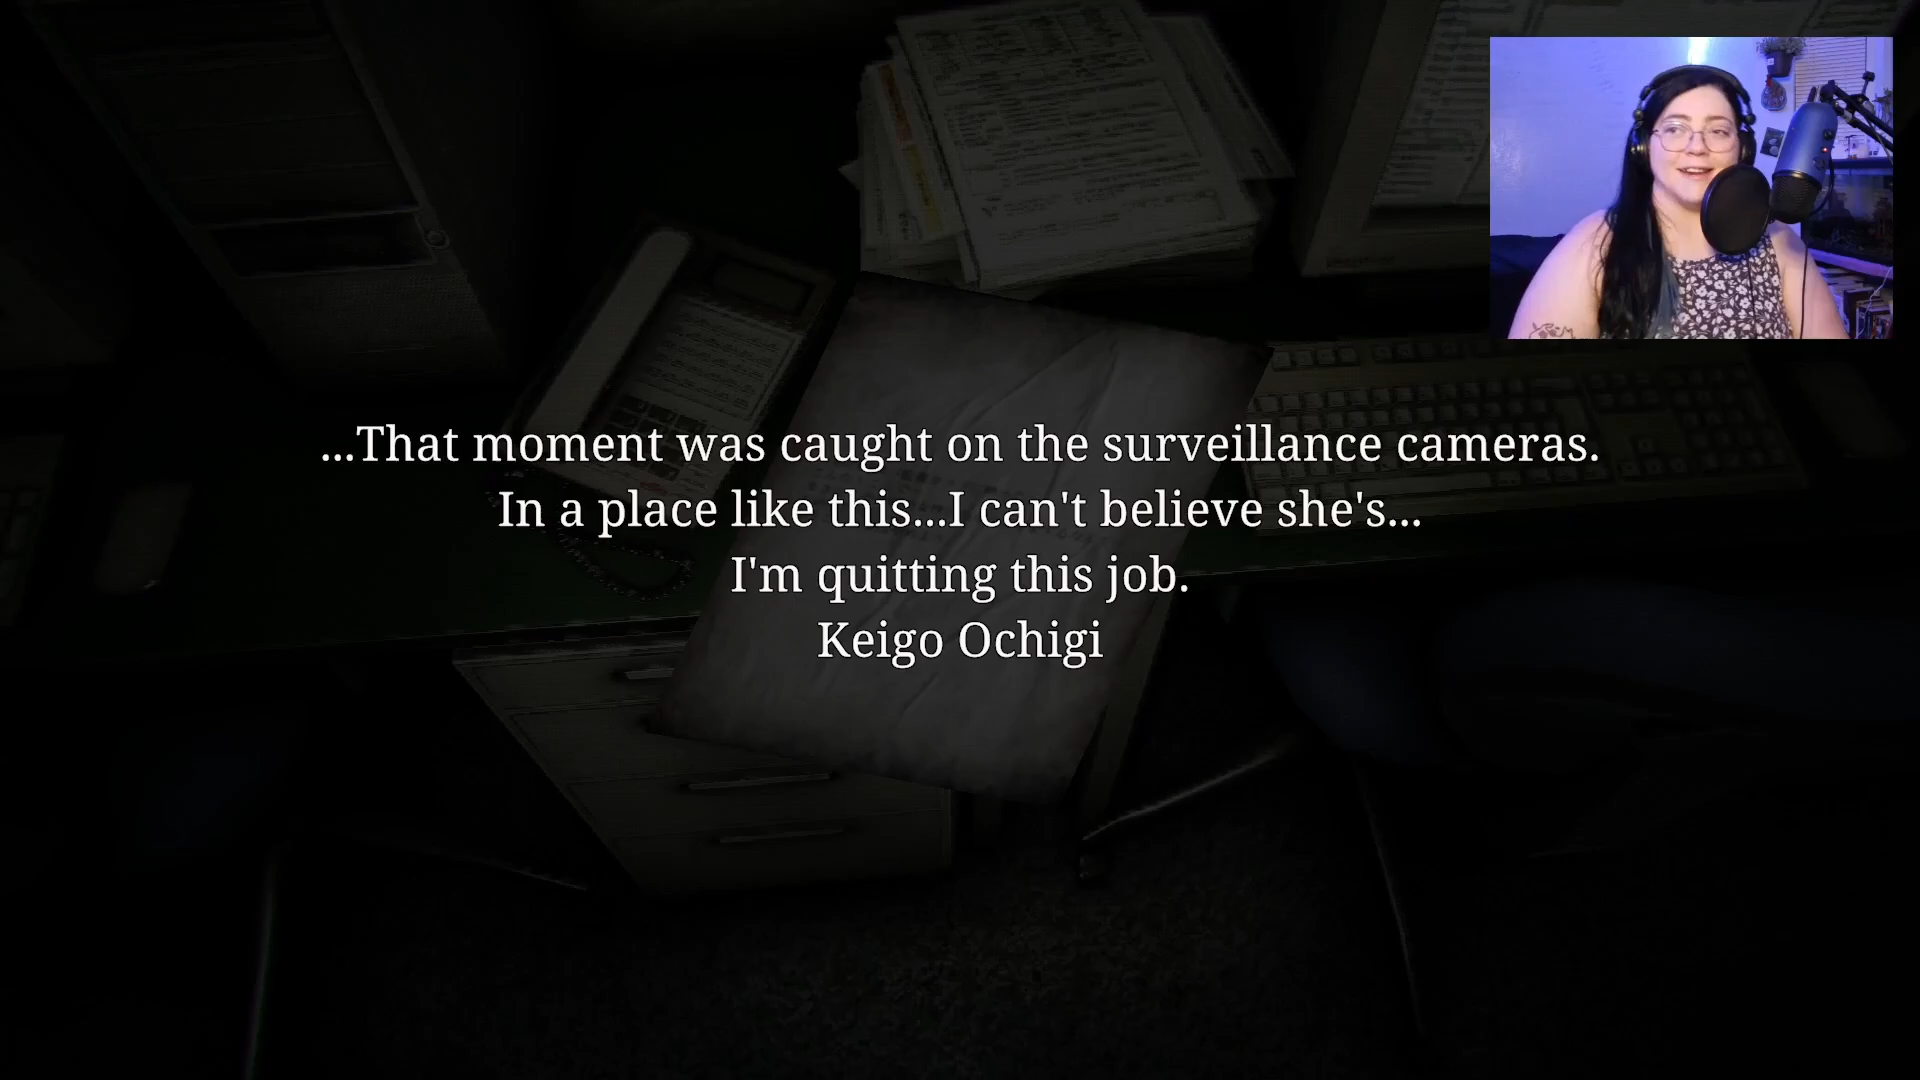 ...That moment was caught on the surveillance cameras.
In a place like this...I can't believe she's...
I'm quitting this job.
Keigo Ochigi